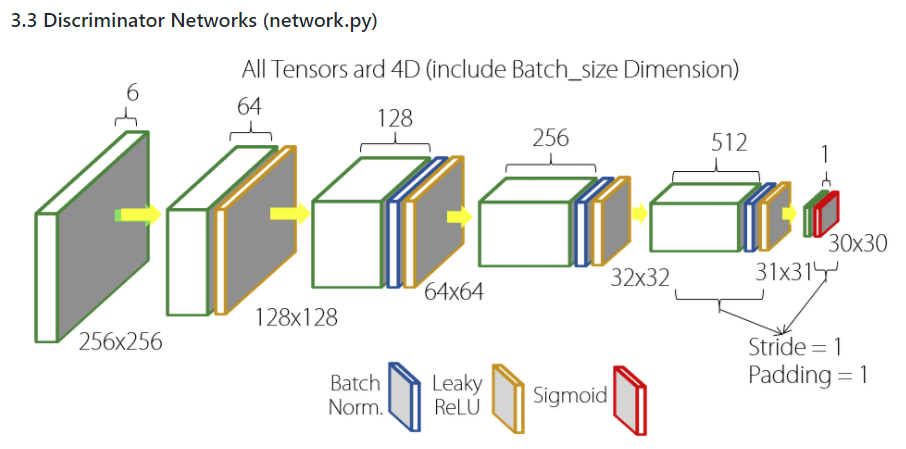 3.3 Discriminator Networks (network.py)
All Tensors ard 4D (include Batch_size Dimension)
6
64
128
256
512
1
256x256
128x128
64x64
32x32
31x31
30x30
Stride = 1
Padding = 1
Batch
Norm.
Leaky
ReLU
Sigmoid